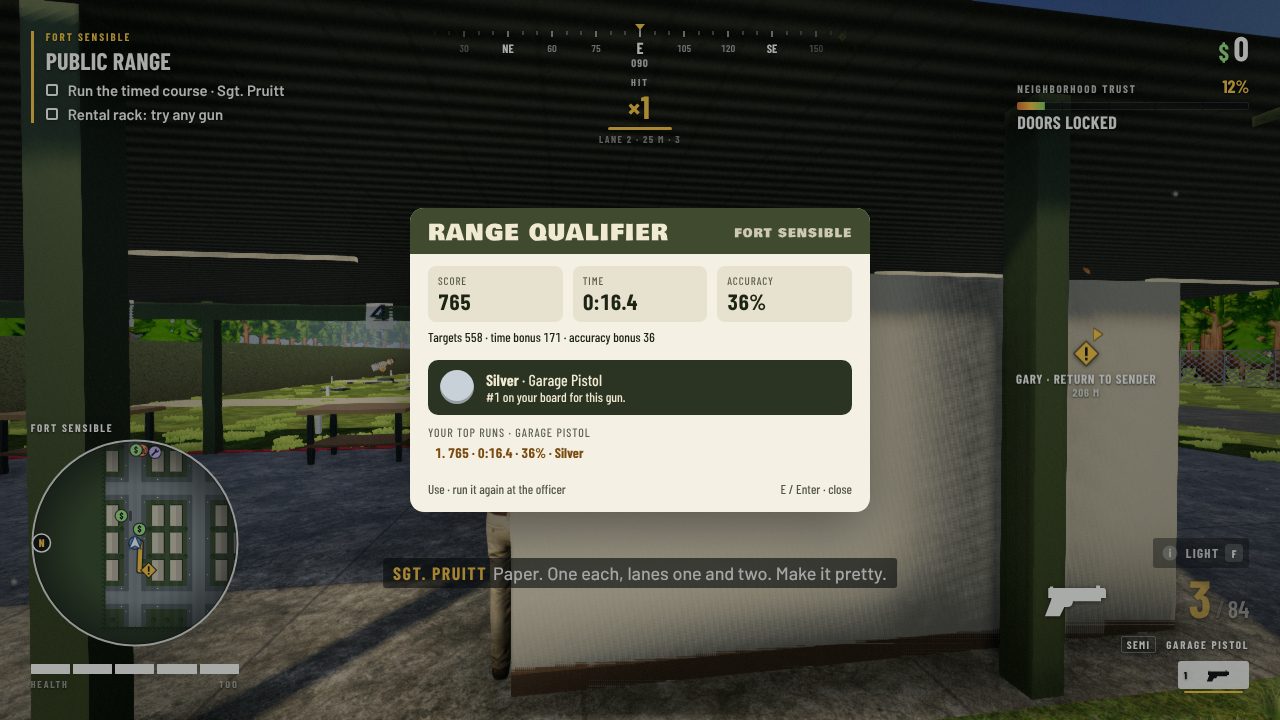 FORT SENSIBLE
PUBLIC RANGE
Run the timed course · Sgt. Pruitt
Rental rack: try any gun
30 NE 60 75 E 105 120 SE 150
090
HIT
×1
LANE 2 · 25 M · 3
$ 0
NEIGHBORHOOD TRUST 12%
DOORS LOCKED
RANGE QUALIFIER FORT SENSIBLE
SCORE TIME ACCURACY
765 0:16.4 36%
Targets 558 · time bonus 171 · accuracy bonus 36
Silver · Garage Pistol
#1 on your board for this gun.
YOUR TOP RUNS · GARAGE PISTOL
1. 765 · 0:16.4 · 36% · Silver
Use · run it again at the officer E / Enter · close
4
GARY · RETURN TO SENDER
206 M
FORT SENSIBLE
N
SGT. PRUITT Paper. One each, lanes one and two. Make it pretty.
LIGHT F
3 / 84
SEMI GARAGE PISTOL
1
HEALTH 100